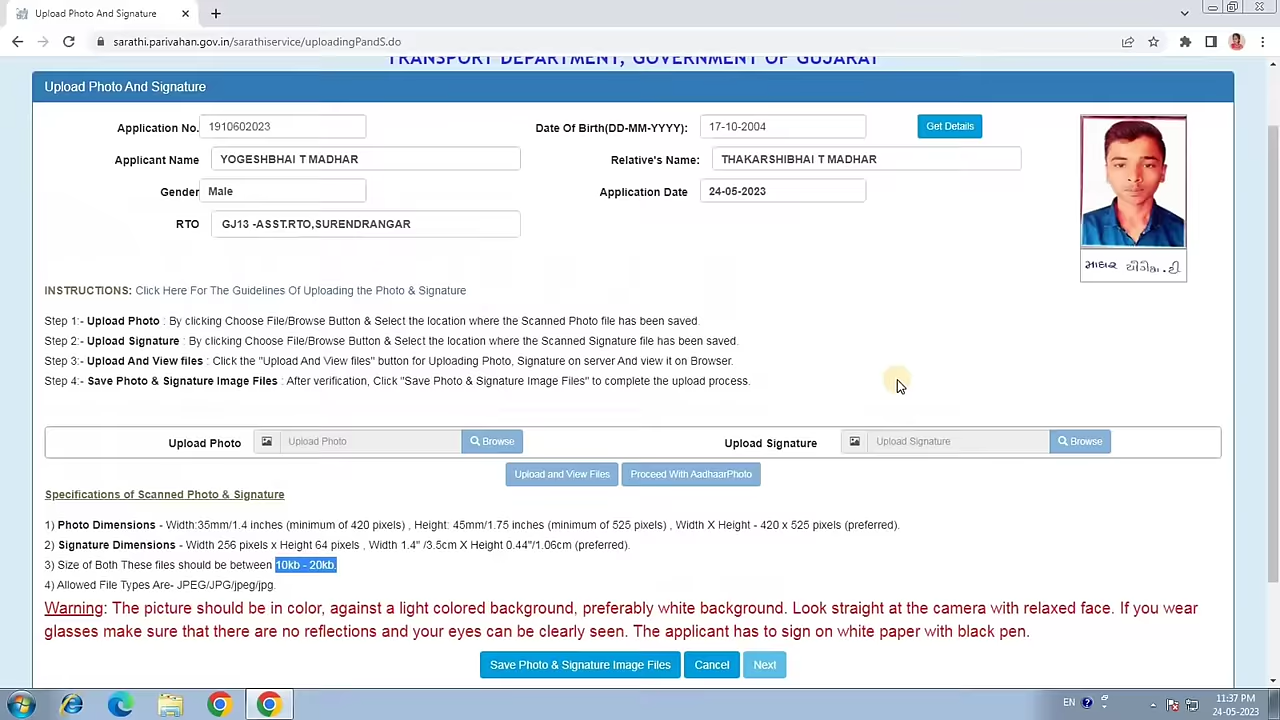 Upload Photo And Signature
sarathi.parivahan.gov.in/sarathiservice/uploadingPandS.do
TRANSPORT DEPARTMENT, GOVERNMENT OF GUJARAT
Upload Photo And Signature
Application No. 1910602023 Date Of Birth(DD-MM-YYYY): 17-10-2004 Get Details
Applicant Name YOGESHBHAI T MADHAR Relative's Name: THAKARSHIBHAI T MADHAR
Gender Male Application Date 24-05-2023
RTO GJ13 -ASST.RTO,SURENDRANGAR
માદાર યોગેશ.ટી
INSTRUCTIONS: Click Here For The Guidelines Of Uploading the Photo & Signature
Step 1:- Upload Photo : By clicking Choose File/Browse Button & Select the location where the Scanned Photo file has been saved.
Step 2:- Upload Signature : By clicking Choose File/Browse Button & Select the location where the Scanned Signature file has been saved.
Step 3:- Upload And View files : Click the "Upload And View files" button for Uploading Photo, Signature on server And view it on Browser.
Step 4:- Save Photo & Signature Image Files : After verification, Click "Save Photo & Signature Image Files" to complete the upload process.
Upload Photo Upload Photo Browse Upload Signature Upload Signature Browse
Upload and View Files Proceed With AadhaarPhoto
Specifications of Scanned Photo & Signature
1) Photo Dimensions - Width:35mm/1.4 inches (minimum of 420 pixels) , Height: 45mm/1.75 inches (minimum of 525 pixels) , Width X Height - 420 x 525 pixels (preferred).
2) Signature Dimensions - Width 256 pixels x Height 64 pixels , Width 1.4" /3.5cm X Height 0.44"/1.06cm (preferred).
3) Size of Both These files should be between 10kb - 20kb.
4) Allowed File Types Are- JPEG/JPG/jpeg/jpg.
Warning: The picture should be in color, against a light colored background, preferably white background. Look straight at the camera with relaxed face. If you wear
glasses make sure that there are no reflections and your eyes can be clearly seen. The applicant has to sign on white paper with black pen.
Save Photo & Signature Image Files Cancel Next
EN 11:37 PM
24-05-2023